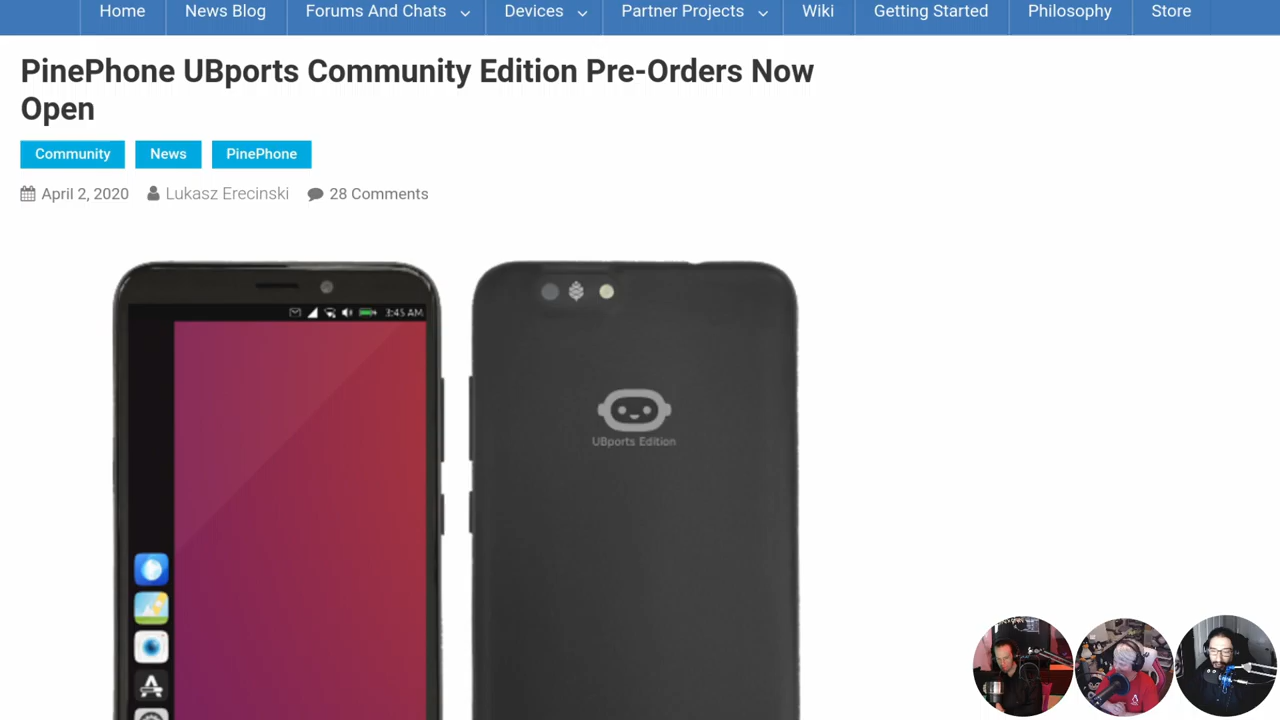 Home News Blog Forums And Chats Devices Partner Projects Wiki Getting Started Philosophy Store
PinePhone UBports Community Edition Pre-Orders Now
Open
Community News PinePhone
April 2, 2020 Lukasz Erecinski 28 Comments
3:45 AM
UBports Edition